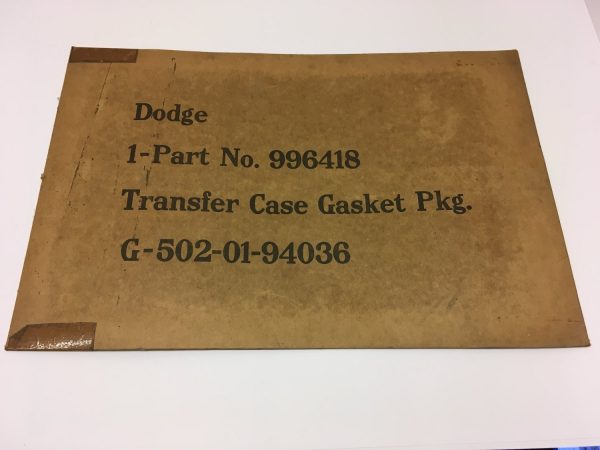 Dodge
1-Part No. 996418
Transfer Case Gasket Pkg.
G-502-01-94036